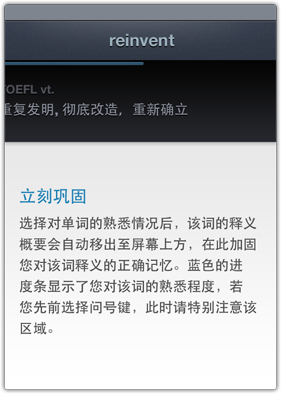 reinvent
TOEFL vt.
重复发明, 彻底改造, 重新确立
立刻巩固
选择对单词的熟悉情况后，该词的释义
概要会自动移出至屏幕上方，在此加固
您对该词释义的正确记忆。蓝色的进
度条显示了您对该词的熟悉程度，若
您先前选择问号键，此时请特别注意该
区域。